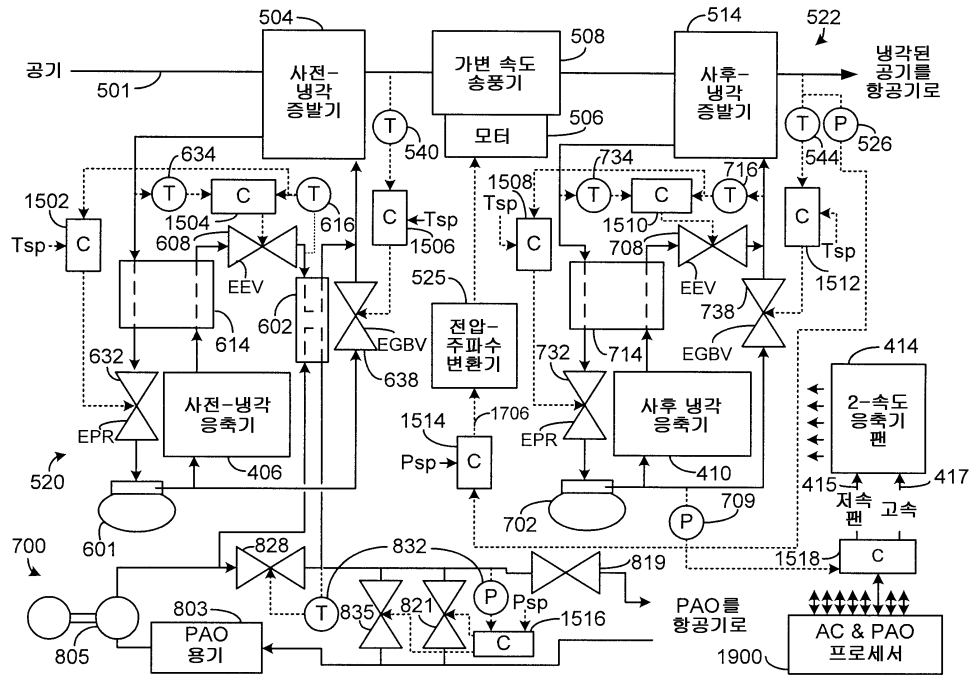 504
508
514
522
공기
501
사전-
냉각
증발기
가변 속도
송풍기
사후-
냉각
증발기
냉각된
공기를
항공기로
모터
506
T
540
T
544
P
526
634
T
C
1504
T
616
734
T
C
1510
716
T
1502
Tsp
C
C
Tsp
1506
1508
Tsp
C
C
Tsp
1512
608
EEV
708
EEV
614
602
EGBV
638
525
전압-
주파수
변환기
714
738
EGBV
632
EPR
사전-냉각
응축기
406
732
EPR
사후 냉각
응축기
410
414
2-속도
응축기
팬
415
417
저속
팬
고속
520
601
1514
1706
Psp
C
702
P
709
1518
C
700
828
832
819
T
P
835
821
Psp
C
1516
805
803
PAO
용기
PAO를
항공기로
1900
AC & PAO
프로세서